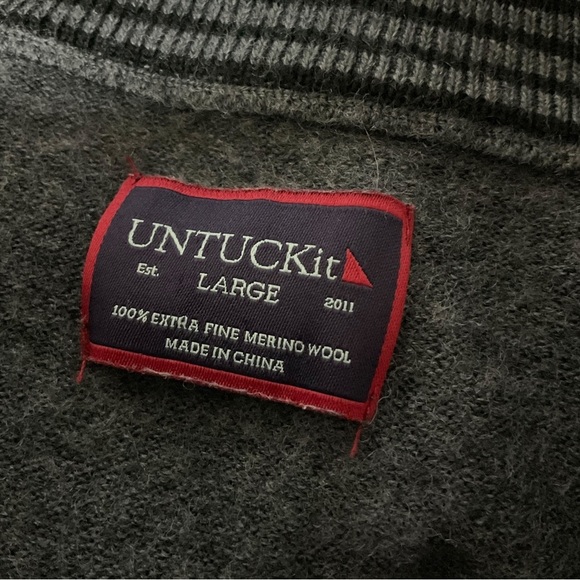 UNTUCKit
Est. LARGE 2011
100% EXTRA FINE MERINO WOOL
MADE IN CHINA